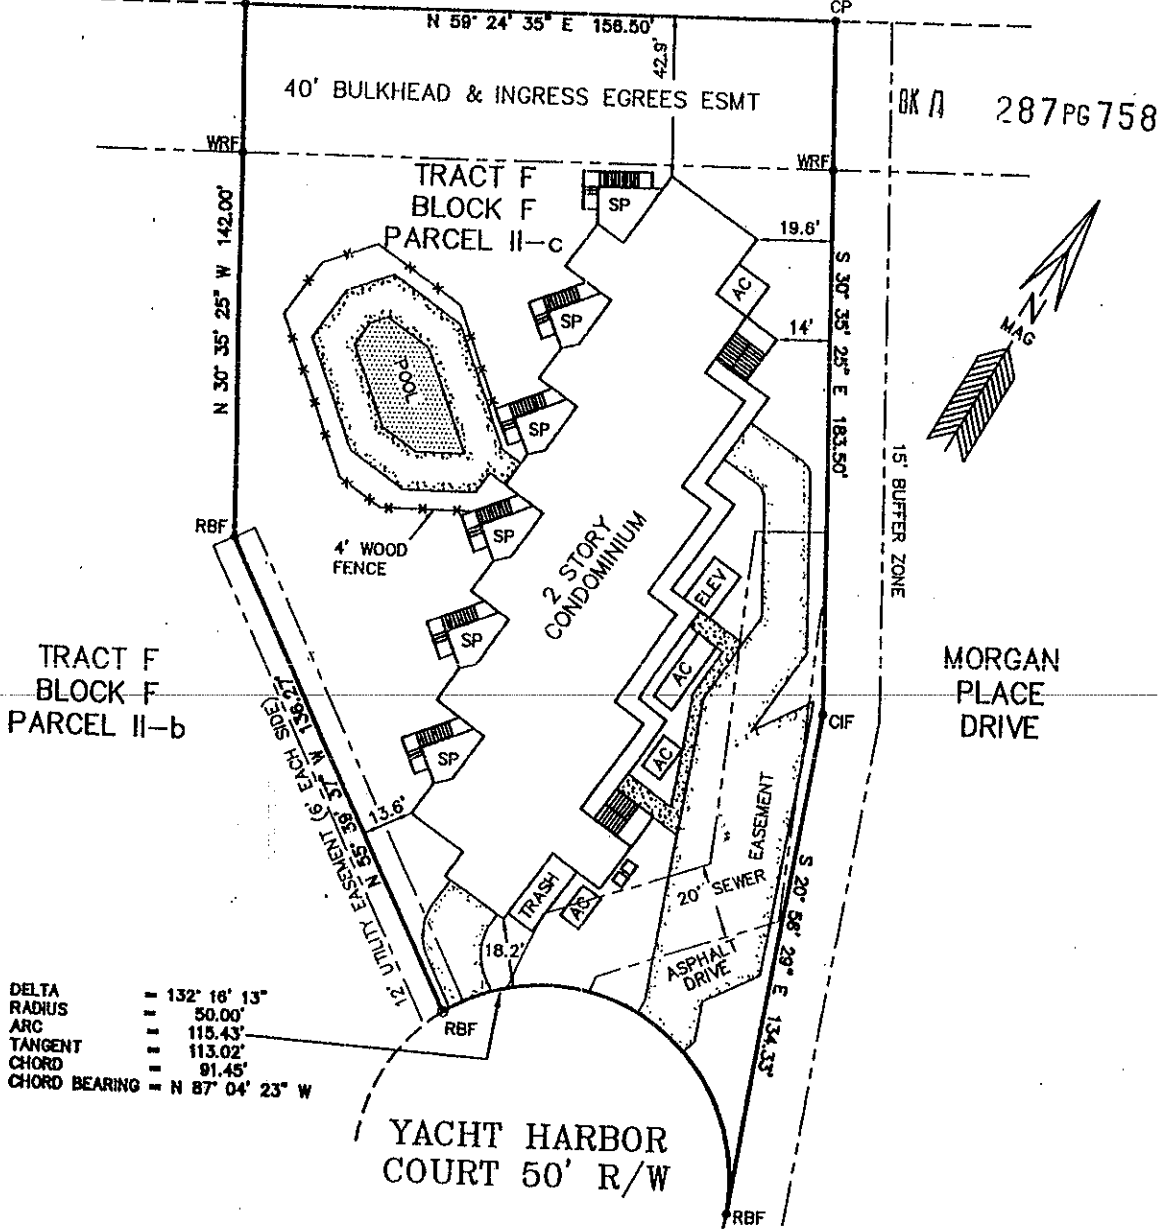 CP
N 59° 24' 35" E 156.50'
42.9'
40' BULKHEAD & INGRESS EGREES ESMT
BK A 287 PG 758
WRF
WRF
TRACT F
BLOCK F
PARCEL II-c
SP
19.6'
N 30° 35' 25" W 142.00'
S 30° 35' 25" E 183.50'
AC
SP
14'
N
MAG
POOL
SP
15' BUFFER ZONE
RBF
4' WOOD
FENCE
SP
2 STORY
CONDOMINIUM
ELEV
SP
AC
TRACT F
BLOCK F
PARCEL II-b
MORGAN
PLACE
DRIVE
CIF
SP
AC
12' UTILITY EASEMENT (6' EACH SIDE)
N 55° 39' 37" W 136.27'
13.6'
20' SEWER EASEMENT
S 20° 56' 29" E 134.33'
TRASH
AS
18.2'
ASPHALT
DRIVE
RBF
DELTA = 132° 16' 13"
RADIUS = 50.00'
ARC = 115.43'
TANGENT = 113.02'
CHORD = 91.45'
CHORD BEARING = N 87° 04' 23" W
YACHT HARBOR
COURT 50' R/W
RBF